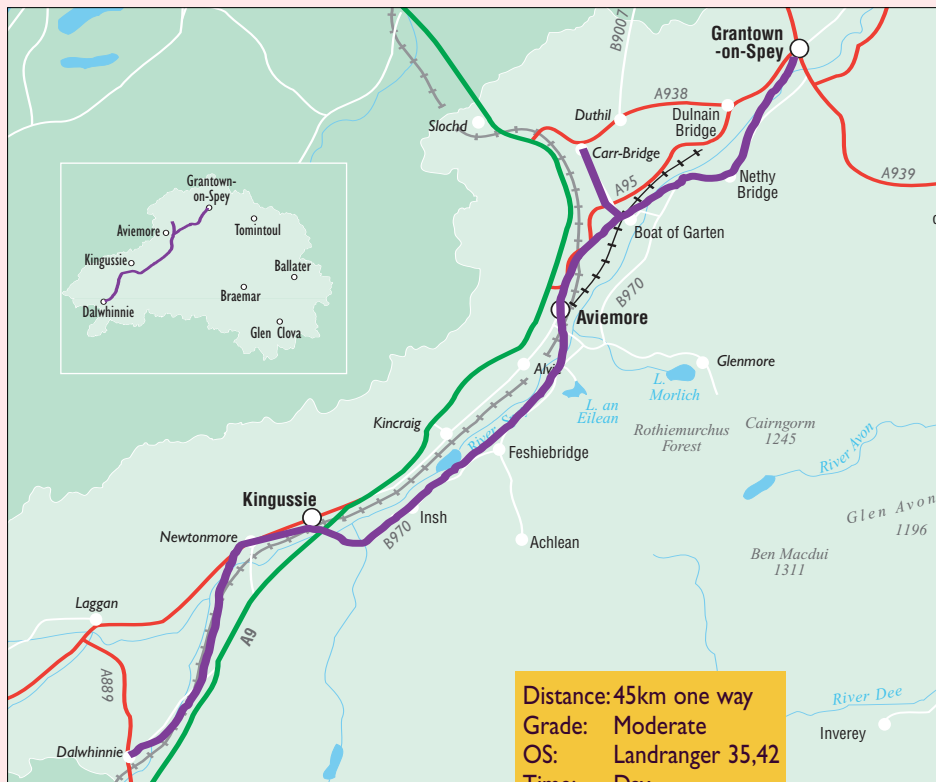 B9007
Grantown
-on-Spey
A938
Duthil
Dulnain
Bridge
Slochd
Carr-Bridge
Nethy
Bridge
A939
A95
Grantown-
on-Spey
Tomintoul
Aviemore
Kingussie
Ballater
Braemar
Dalwhinnie
Glen Clova
Boat of Garten
B970
Aviemore
Glenmore
Alvie
L.
Morlich
L. an
Eilean
Kincraig
River
Rothiemurchus
Forest
Cairngorm
1245
River Avon
Feshiebridge
Kingussie
Insh
B970
Achlean
Newtonmore
Glen Avon
1196
Ben Macdui
1311
Laggan
A9
A889
Distance: 45km one way
Grade: Moderate
OS: Landranger 35,42
Time: Day
River Dee
Inverey
Dalwhinnie